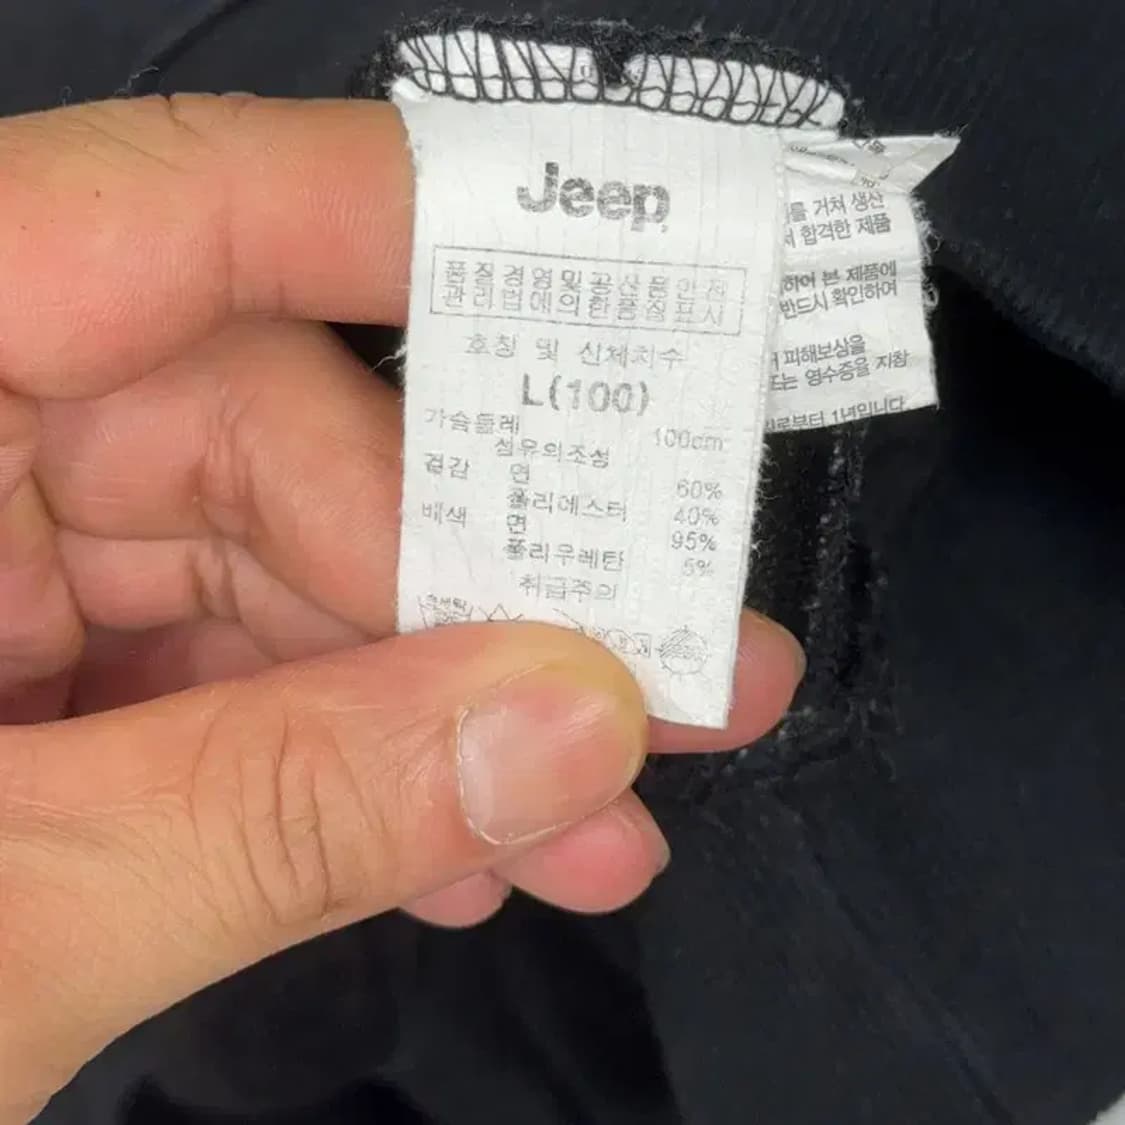 Jeep
품질경영및공산품안전
관리법에의한품질표시
호칭 및 신체치수
L(100)
가슴둘레 100cm
섬유의조성
겉감 면 60%
폴리에스터 40%
배색 면 95%
폴리우레탄 5%
취급주의
를 거쳐 생산
서 합격한 제품
하여 본 제품에
반드시 확인하여
피해보상을
또는 영수증을 지참
로부터 1년입니다